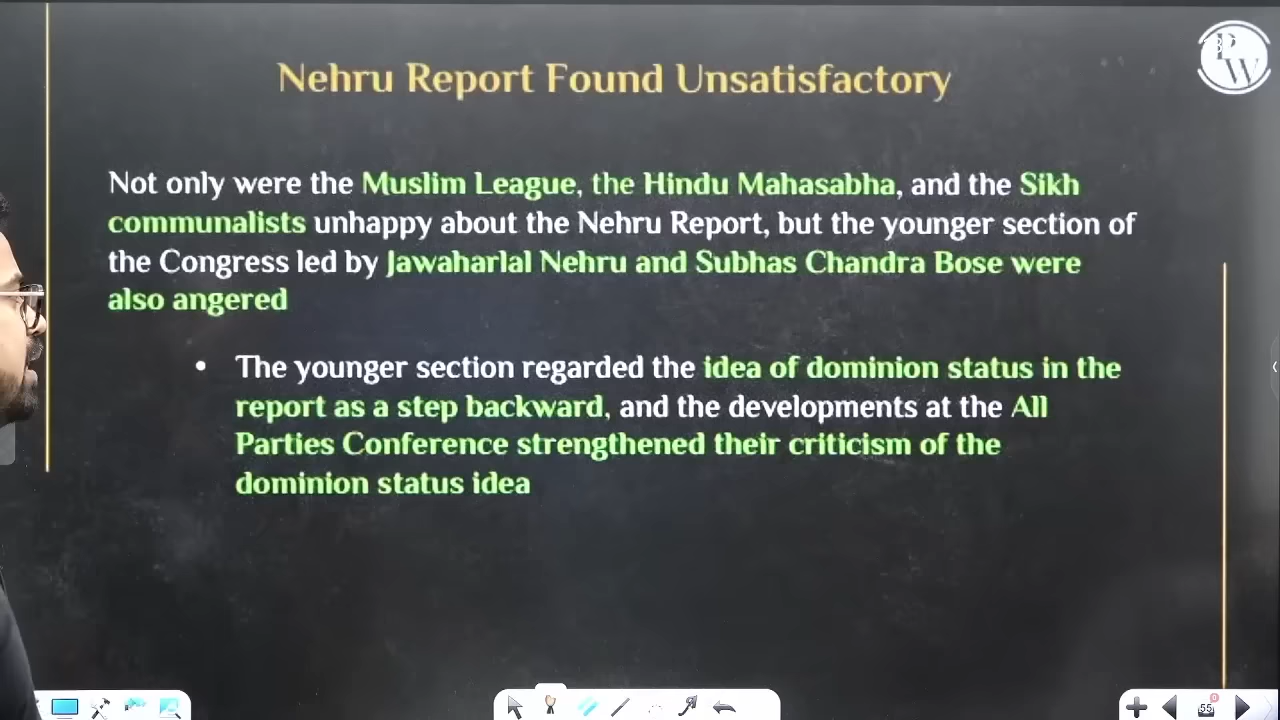 PW
Nehru Report Found Unsatisfactory
Not only were the Muslim League, the Hindu Mahasabha, and the Sikh
communalists unhappy about the Nehru Report, but the younger section of
the Congress led by Jawaharlal Nehru and Subhas Chandra Bose were
also angered
• The younger section regarded the idea of dominion status in the
report as a step backward, and the developments at the All
Parties Conference strengthened their criticism of the
dominion status idea
55